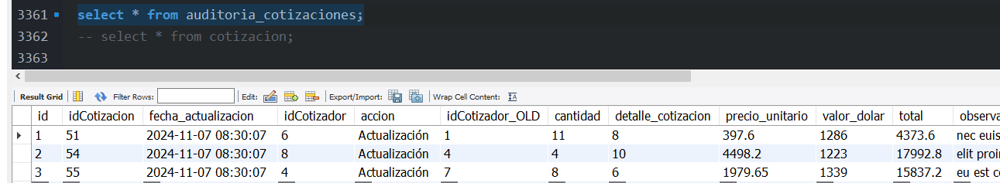 3361 select * from auditoria_cotizaciones;
3362 -- select * from cotizacion;
3363
Result Grid Filter Rows: Edit: Export/Import: Wrap Cell Content:
id idCotizacion fecha_actualizacion idCotizador accion idCotizador_OLD cantidad detalle_cotizacion precio_unitario valor_dolar total observa
1 51 2024-11-07 08:30:07 6 Actualización 1 11 8 397.6 1286 4373.6 nec euis
2 54 2024-11-07 08:30:07 8 Actualización 4 4 10 4498.2 1223 17992.8 elit proin
3 55 2024-11-07 08:30:07 4 Actualización 7 8 6 1979.65 1339 15837.2 eu est